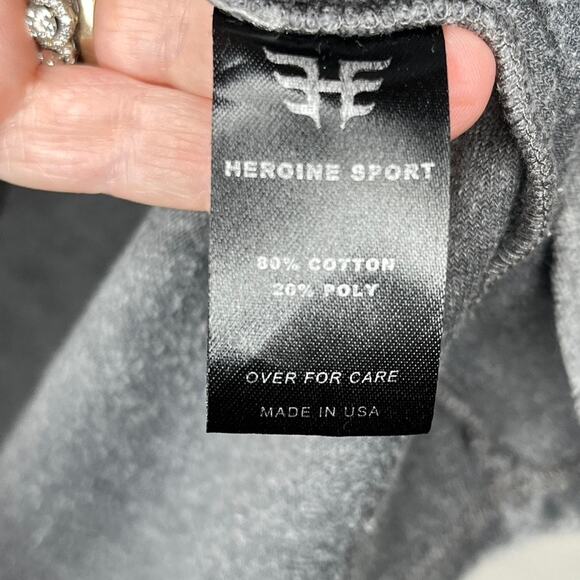 HEROINE SPORT
80% COTTON
20% POLY
OVER FOR CARE
MADE IN USA